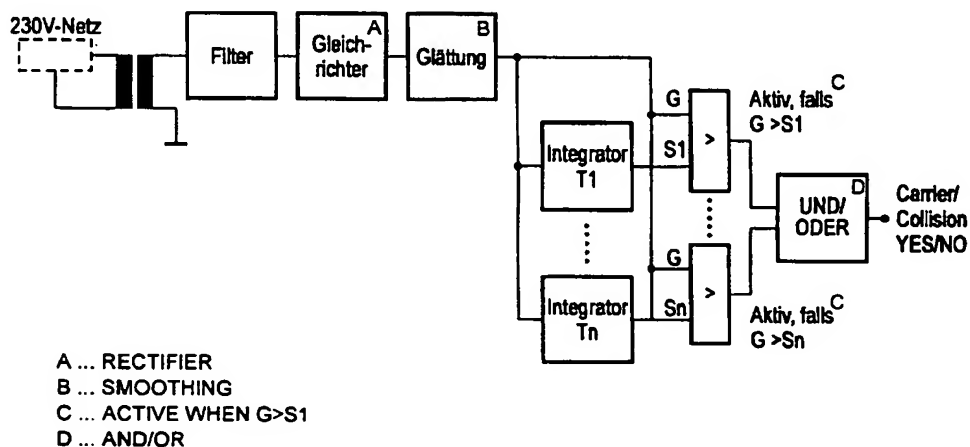 230V-Netz
Filter
A
Gleich-
richter
B
Glättung
G
S1
>
Aktiv, falls C
G >S1
Integrator
T1
D
UND/
ODER
Carrier/
Collision
YES/NO
G
Sn
>
Integrator
Tn
Aktiv, falls C
G >Sn
A ... RECTIFIER
B ... SMOOTHING
C ... ACTIVE WHEN G>S1
D ... AND/OR